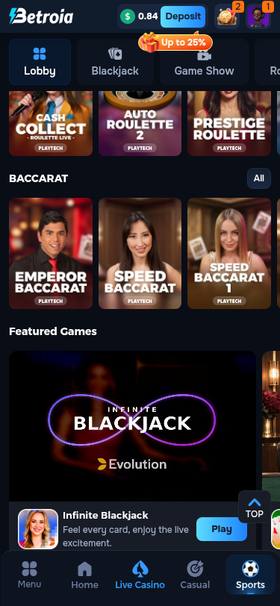 Betroia
$ 0.84 Deposit
2
1
Up to 25%
Lobby
Blackjack
Game Show
Ro
CASH
COLLECT
- ROULETTE LIVE -
PLAYTECH
AUTO
ROULETTE
2
PLAYTECH
PRESTIGE
ROULETTE
PLAYTECH
BACCARAT
All
EMPEROR
BACCARAT
PLAYTECH
SPEED
BACCARAT
PLAYTECH
SPEED
BACCARAT
1
PLAYTECH
Featured Games
INFINITE
BLACKJACK
Evolution
Infinite Blackjack
Feel every card, enjoy the live
excitement.
Play
TOP
Menu
Home
Live Casino
Casual
Sports